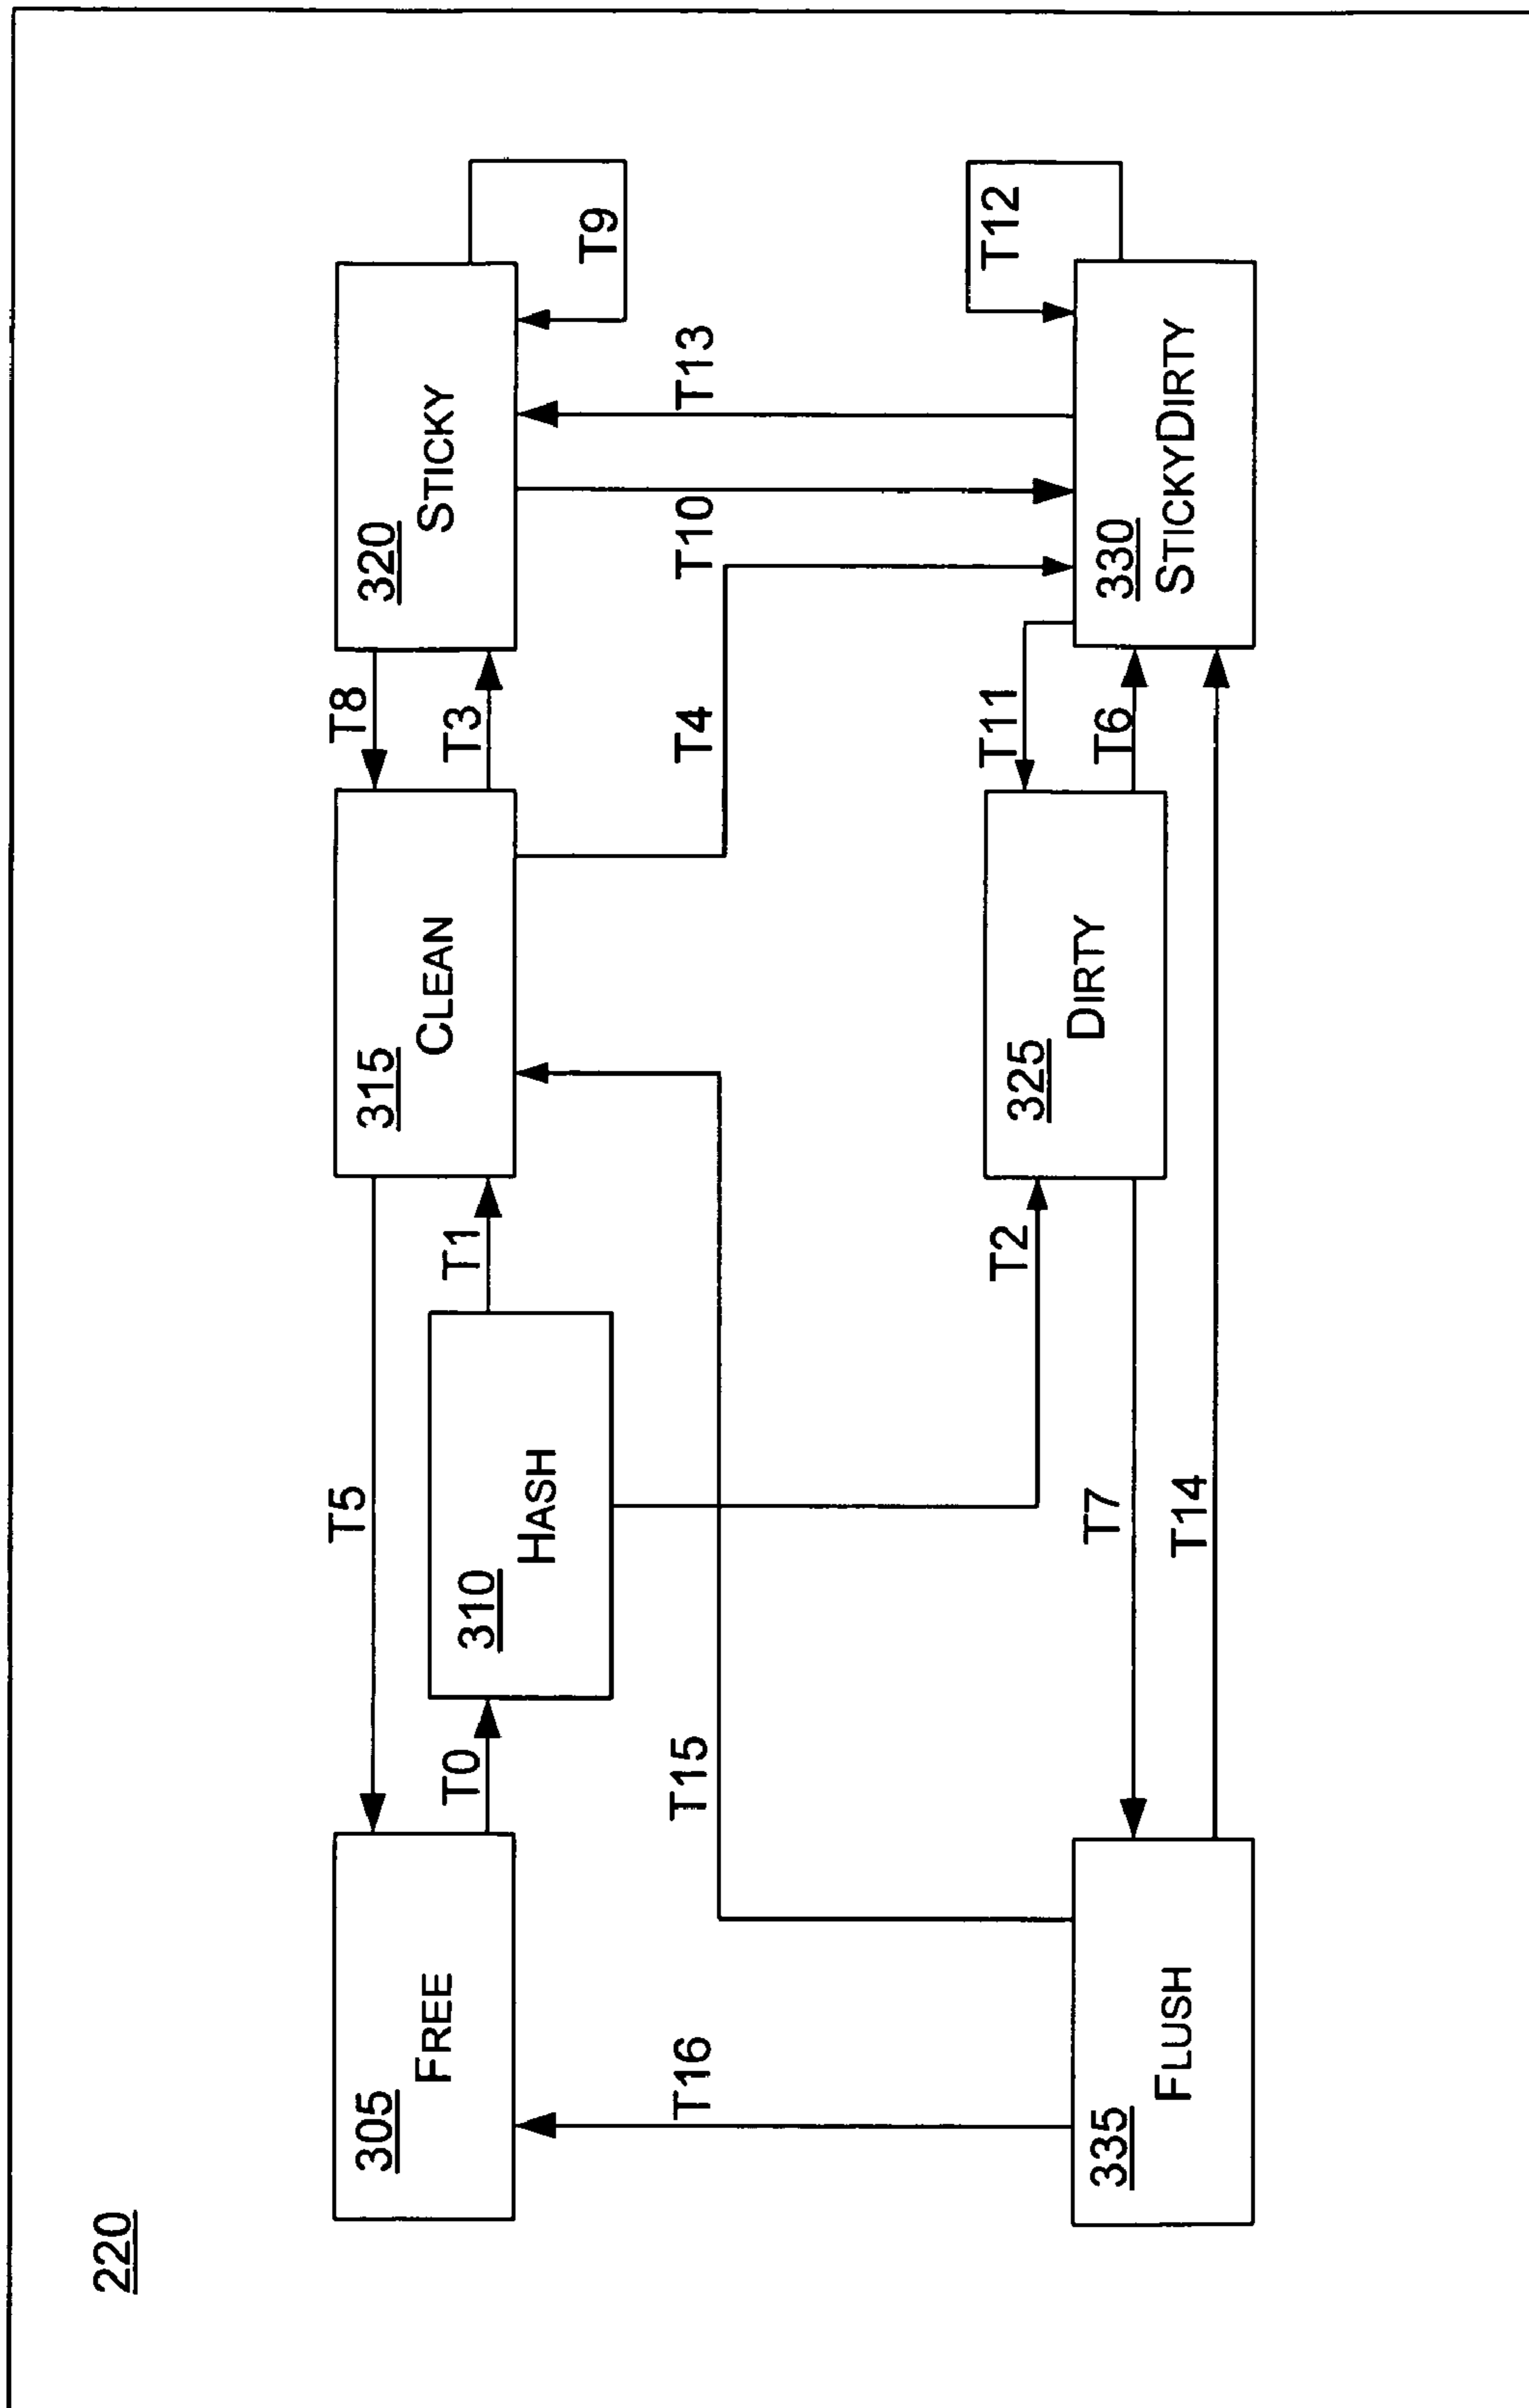 220
305
FREE
T5
T0
310
HASH
T1
315
CLEAN
T8
T3
320
STICKY
T9
T16
T15
T4
T10
T13
T2
T11
T12
335
FLUSH
T7
T14
325
DIRTY
T6
330
STICKYDIRTY